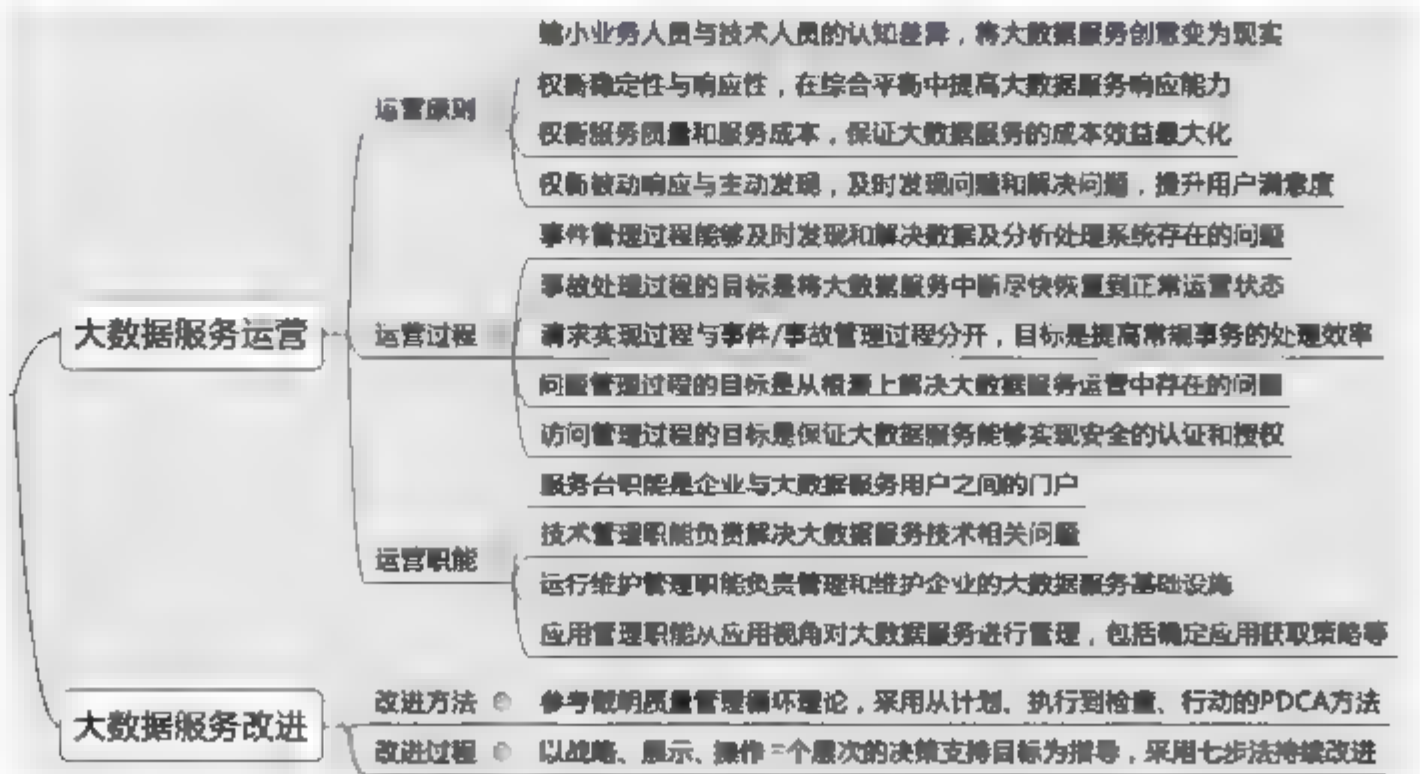 缩小业务人员与技术人员的认知差异，将大数据服务创意变为现实
运营原则
权衡稳定性与响应性，在综合平衡中提高大数据服务响应能力
权衡服务质量和服务成本，保证大数据服务的成本效益最大化
权衡被动响应与主动发现，及时发现问题和解决问题，提升用户满意度
大数据服务运营
运营过程
事件管理过程能够及时发现和解决数据及分析处理系统存在的问题
事故处理过程的目标是将大数据服务中断尽快恢复到正常运营状态
请求实现过程与事件/事故管理过程分开，目标是提高常规事务的处理效率
问题管理过程的目标是从根源上解决大数据服务运营中存在的问题
访问管理过程的目标是保证大数据服务能够实现安全的认证和授权
运营职能
服务台职能是企业与大数据服务用户之间的门户
技术管理职能负责解决大数据服务技术相关问题
运行维护管理职能负责管理和维护企业的大数据服务基础设施
应用管理职能从应用视角对大数据服务进行管理，包括确定应用获取策略等
大数据服务改进
改进方法
参考戴明质量管理循环理论，采用从计划、执行到检查、行动的PDCA方法
改进过程
以战略、展示、操作三个层次的决策支持目标为指导，采用七步法持续改进